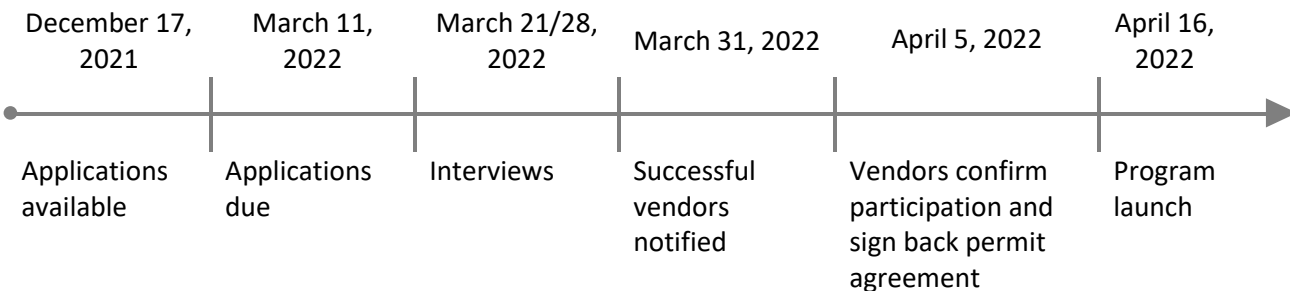 December 17,
2021
March 11,
2022
March 21/28,
2022
March 31, 2022
April 5, 2022
April 16,
2022
Applications
available
Applications
due
Interviews
Successful
vendors
notified
Vendors confirm
participation and
sign back permit
agreement
Program
launch